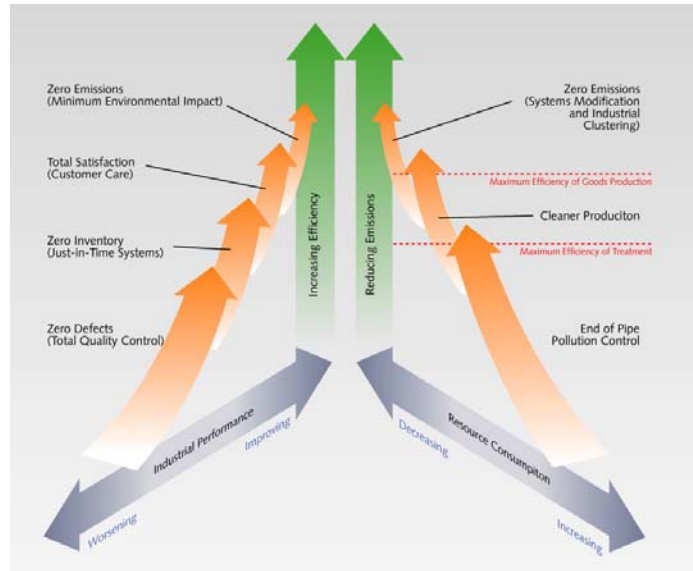 Zero Emissions
(Minimum Environmental Impact)
Total Satisfaction
(Customer Care)
Zero Inventory
(Just-in-Time Systems)
Zero Defects
(Total Quality Control)
Increasing Efficiency
Industrial Performance
Improving
Worsening
Reducing Emissions
Zero Emissions
(Systems Modification
and Industrial
Clustering)
Maximum Efficiency of Goods Production
Cleaner Produciton
Maximum Efficiency of Treatment
End of Pipe
Pollution Control
Resource Consumpiton
Decreasing
Increasing